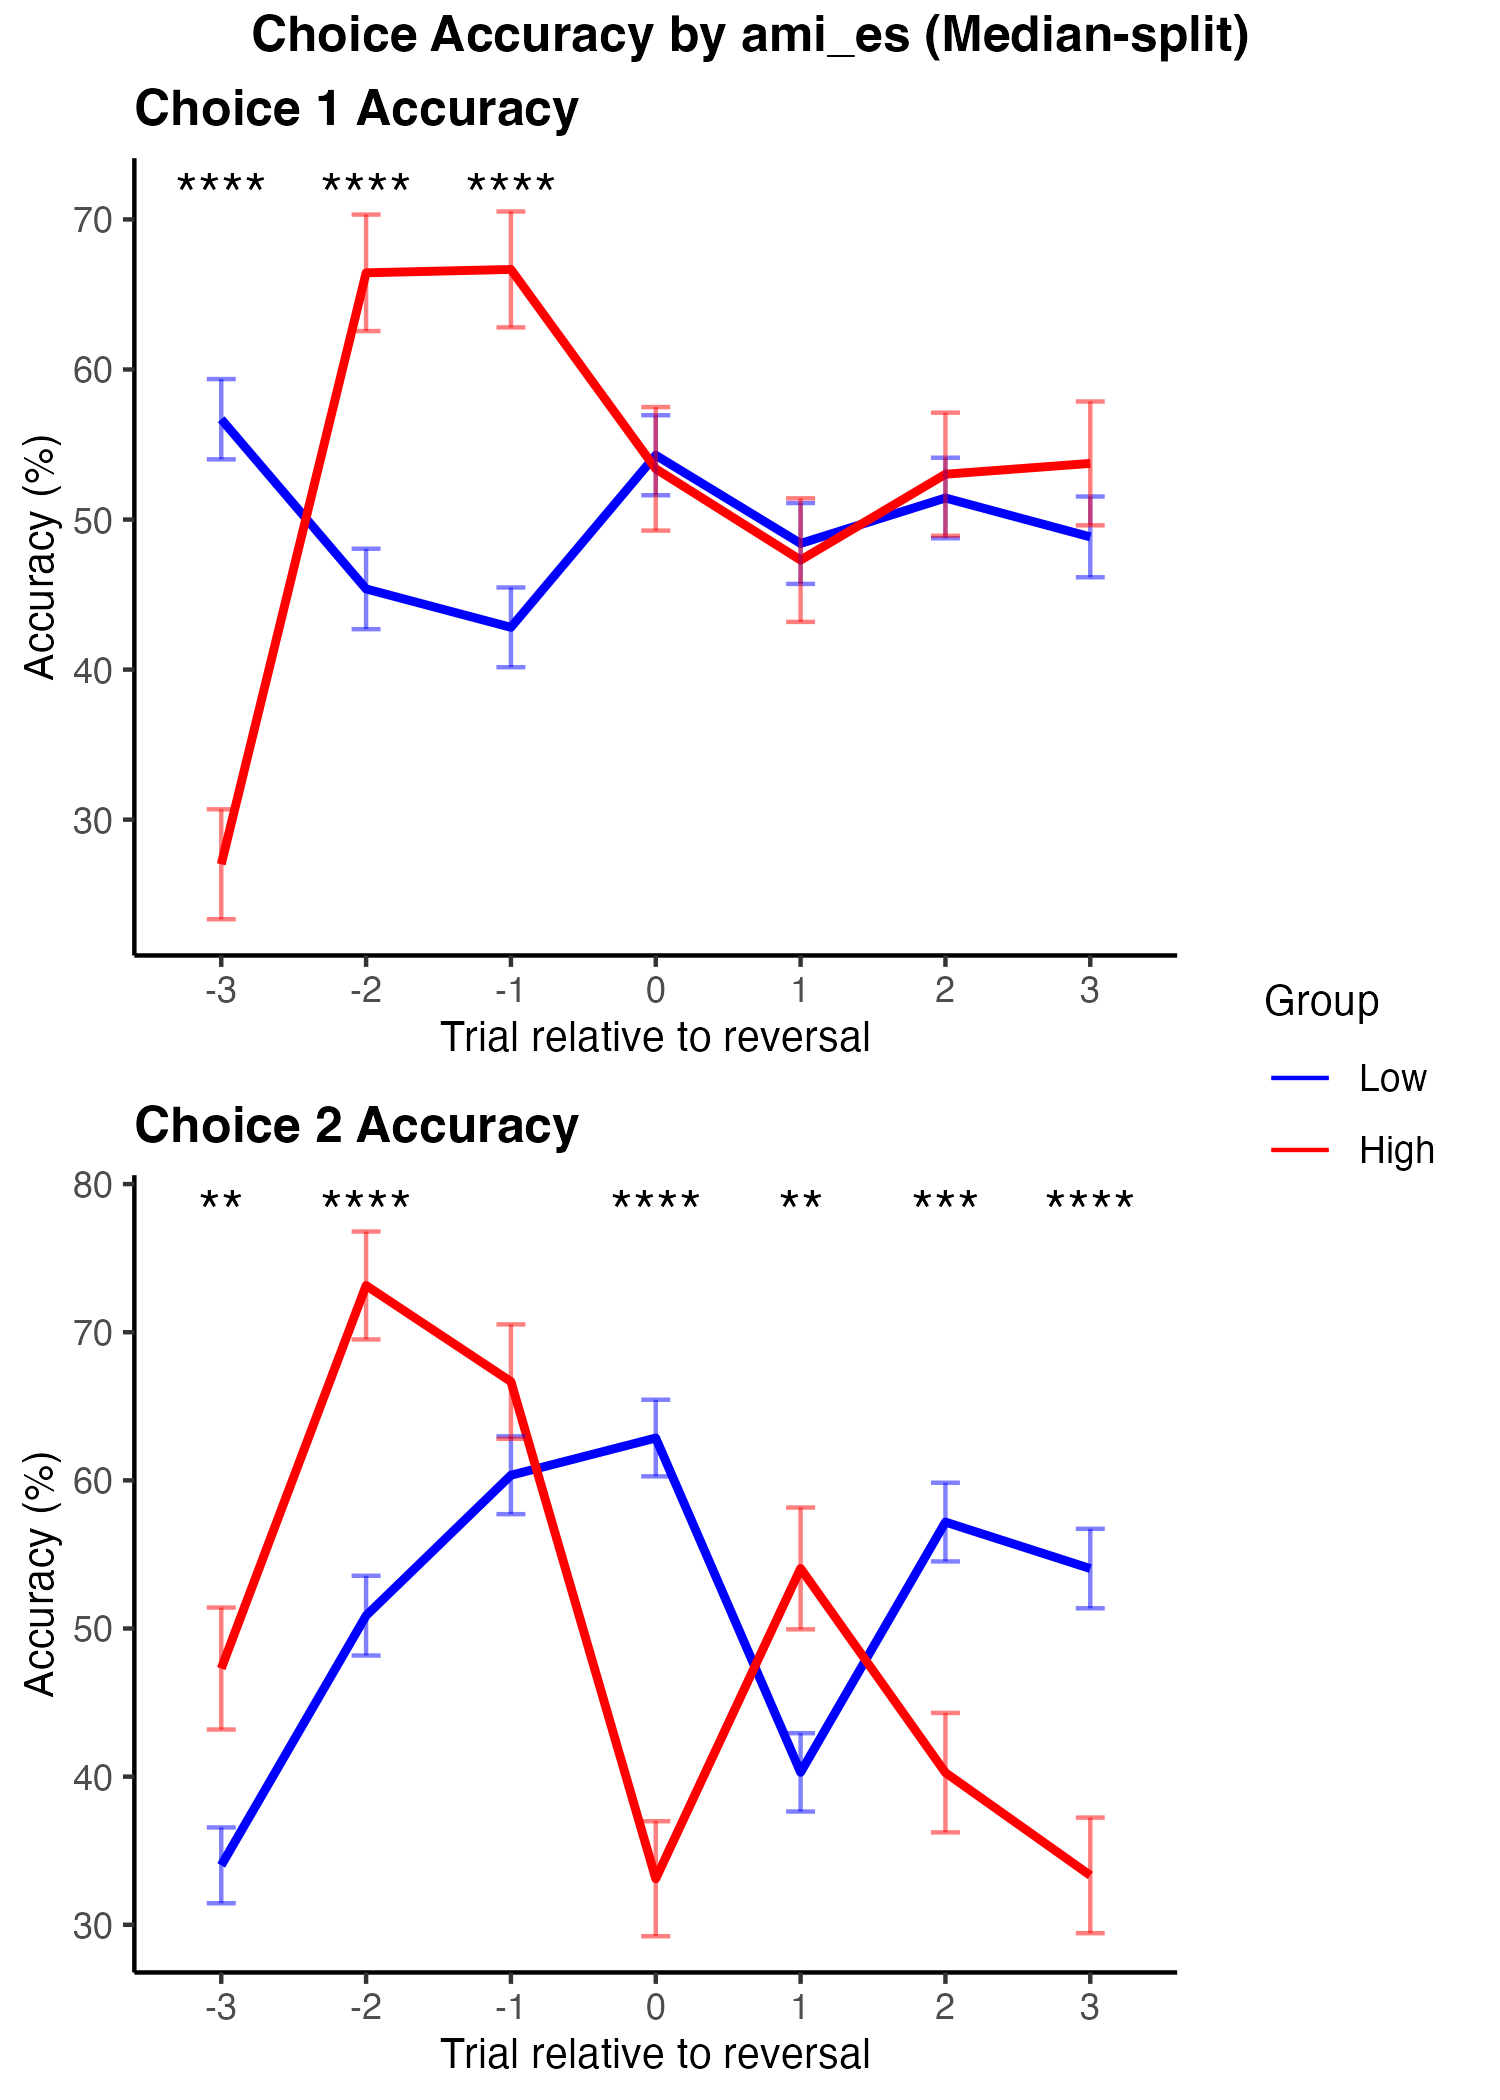 Choice Accuracy by ami_es (Median-split)
Choice 1 Accuracy
**** **** ****
70
60
50
40
30
Accuracy (%)
-3 -2 -1 0 1 2 3
Trial relative to reversal
Group
Low
High
Choice 2 Accuracy
** **** **** ** *** ****
80
70
60
50
40
30
Accuracy (%)
-3 -2 -1 0 1 2 3
Trial relative to reversal